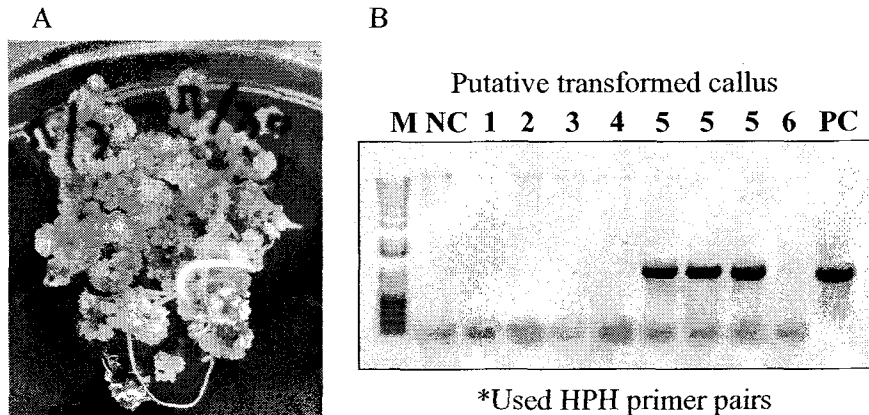 A
B
Putative transformed callus
M NC 1 2 3 4 5 5 5 6 PC
*Used HPH primer pairs